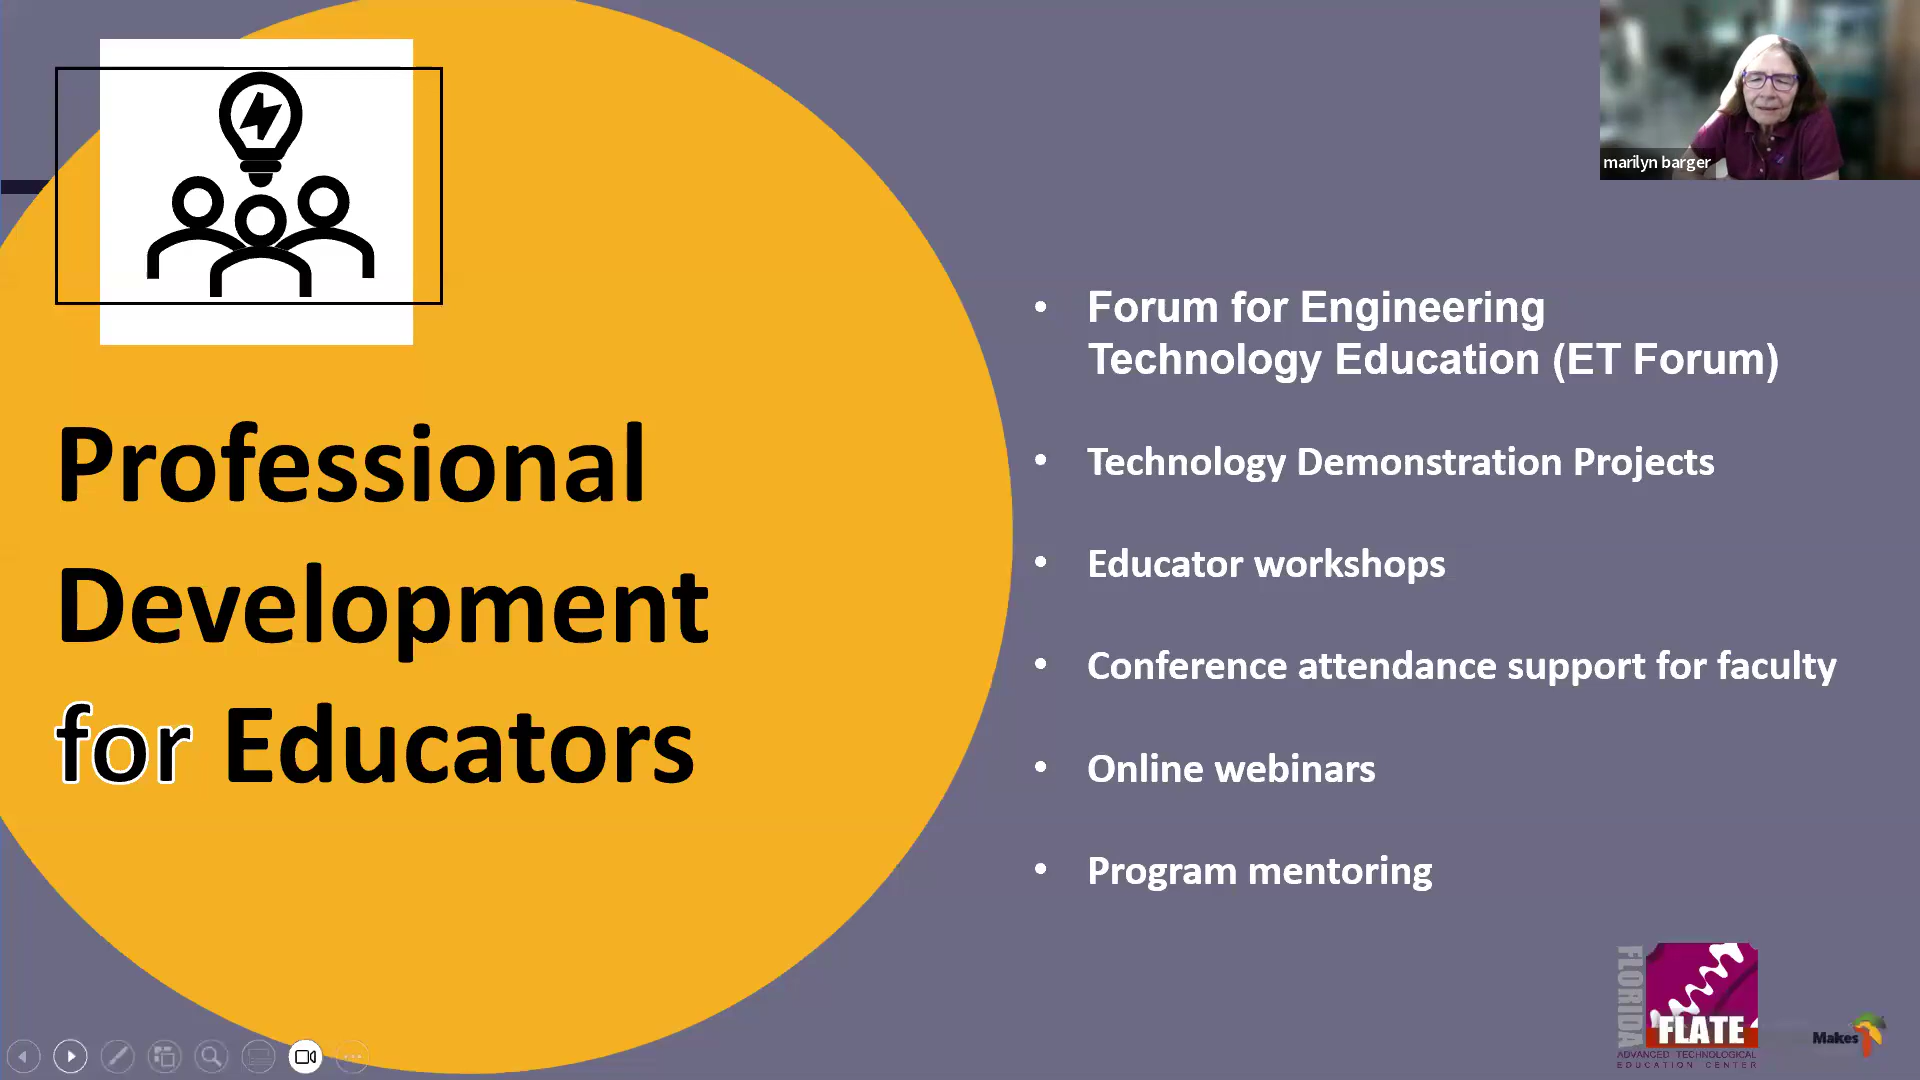 marilyn barger
Professional
Development
for Educators
• Forum for Engineering
Technology Education (ET Forum)
• Technology Demonstration Projects
• Educator workshops
• Conference attendance support for faculty
• Online webinars
• Program mentoring
FLORIDA
FLATE
ADVANCED TECHNOLOGICAL
EDUCATION CENTER
Makes